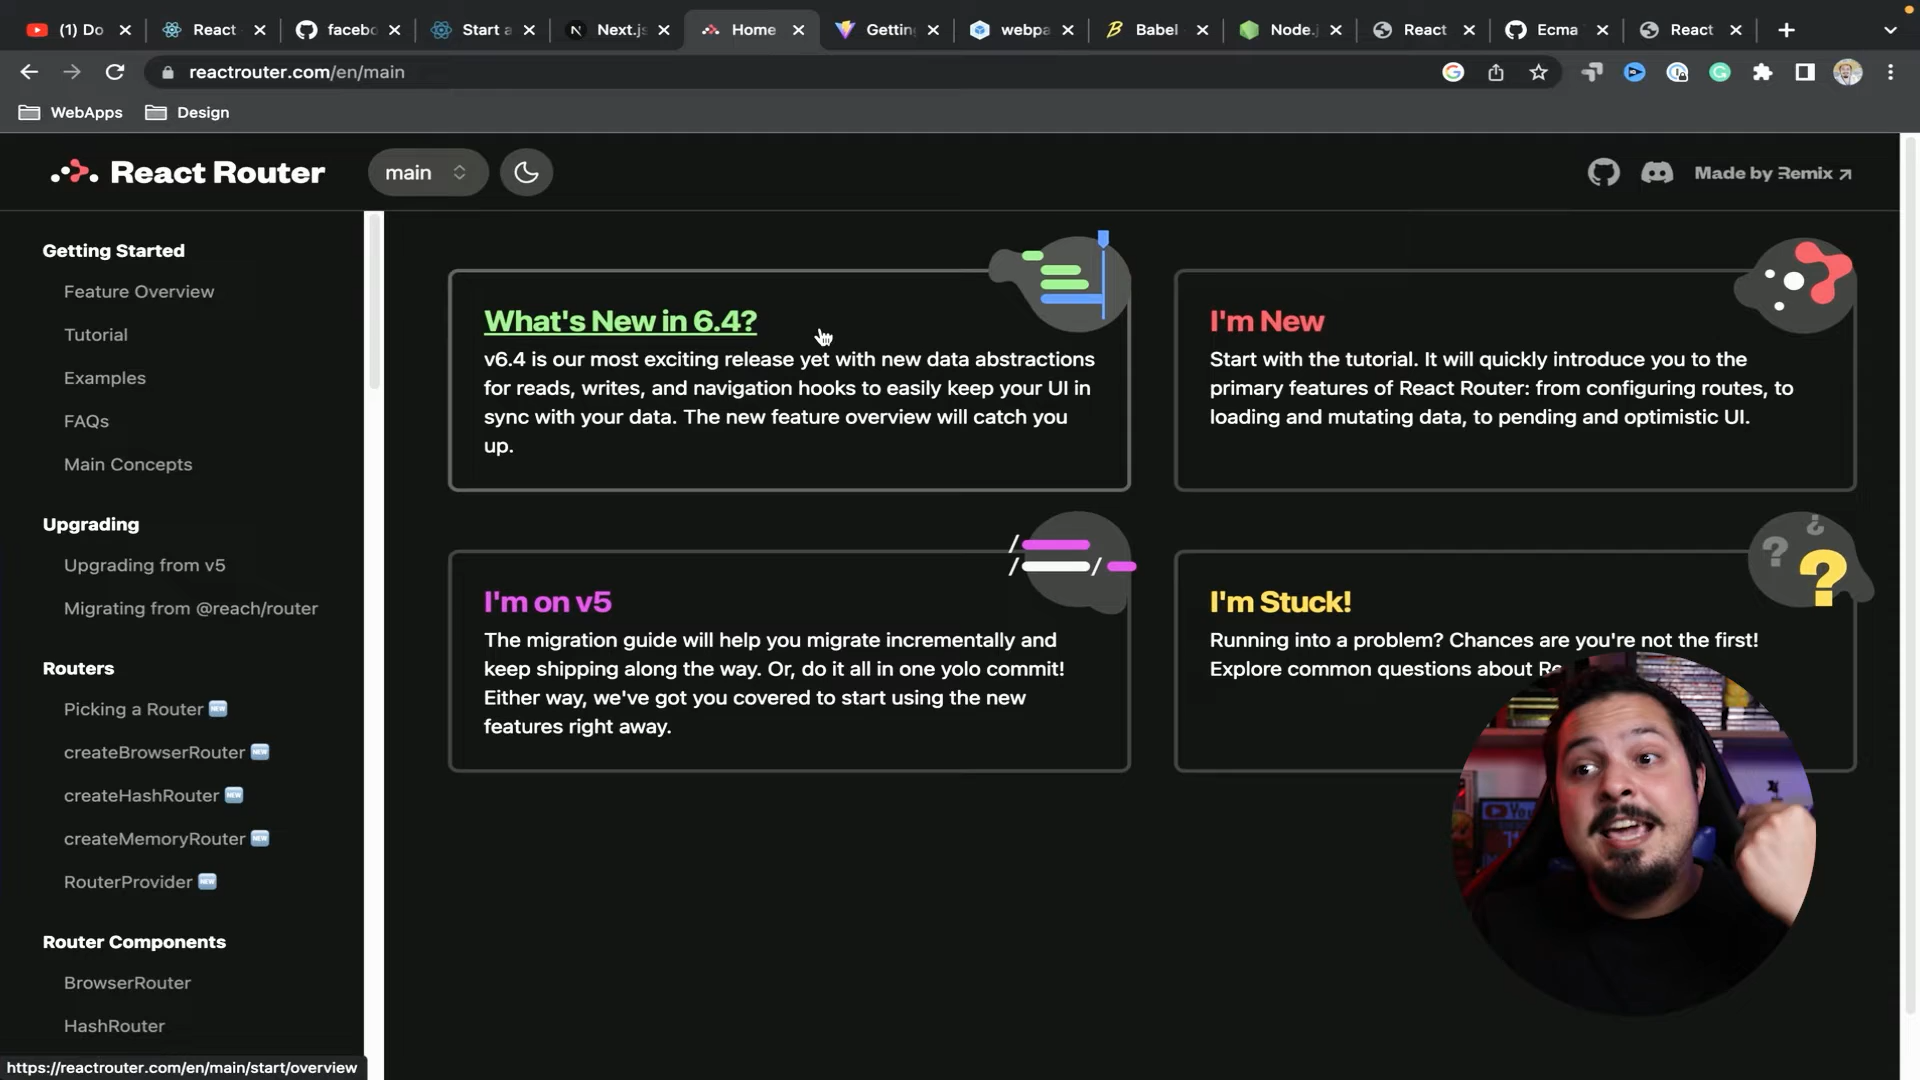 (1) Do
React
facebo
Start a
Next.js
Home
Getting
webpa
Babel
Node.j
React
Ecma
React
reactrouter.com/en/main
WebApps
Design
React Router
main
Made by Remix
Getting Started
Feature Overview
Tutorial
Examples
FAQs
Main Concepts
Upgrading
Upgrading from v5
Migrating from @reach/router
Routers
Picking a Router
createBrowserRouter
createHashRouter
createMemoryRouter
RouterProvider
Router Components
BrowserRouter
HashRouter
https://reactrouter.com/en/main/start/overview
What's New in 6.4?
v6.4 is our most exciting release yet with new data abstractions
for reads, writes, and navigation hooks to easily keep your UI in
sync with your data. The new feature overview will catch you
up.
I'm New
Start with the tutorial. It will quickly introduce you to the
primary features of React Router: from configuring routes, to
loading and mutating data, to pending and optimistic UI.
I'm on v5
The migration guide will help you migrate incrementally and
keep shipping along the way. Or, do it all in one yolo commit!
Either way, we've got you covered to start using the new
features right away.
I'm Stuck!
Running into a problem? Chances are you're not the first!
Explore common questions about Re